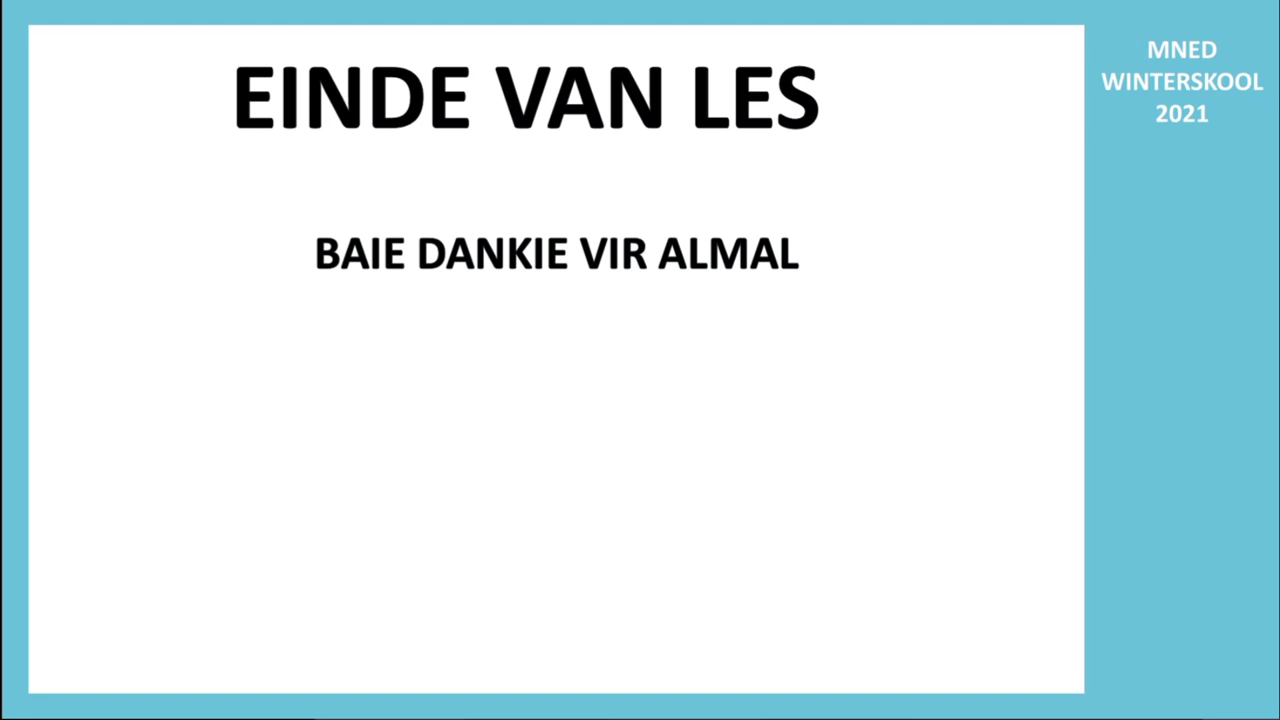 EINDE VAN LES
BAIE DANKIE VIR ALMAL
MNED
WINTERSKOOL
2021